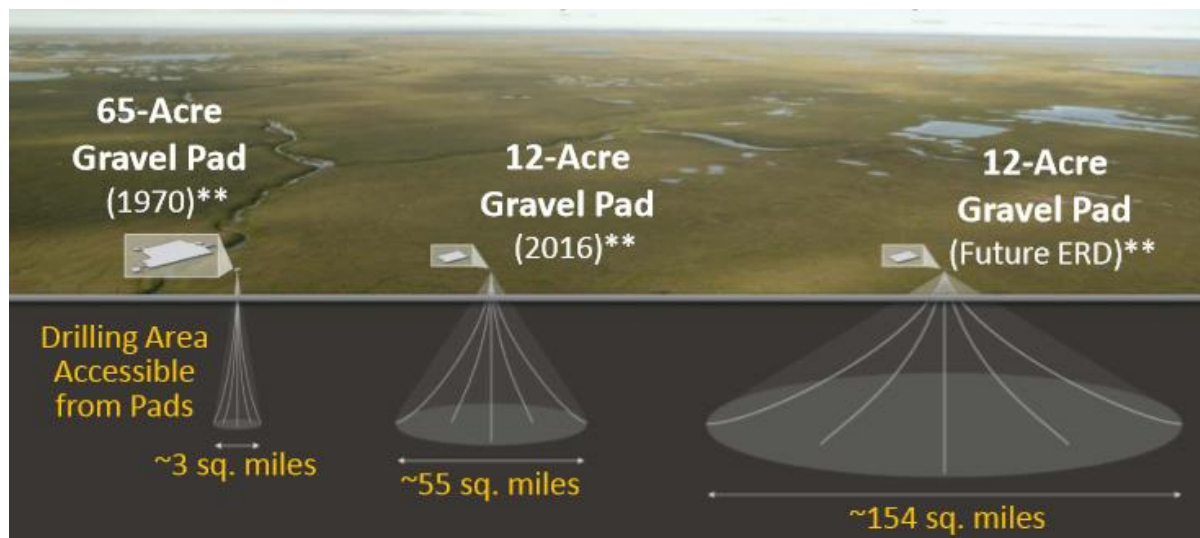 65-Acre
Gravel Pad
(1970)**
12-Acre
Gravel Pad
(2016)**
12-Acre
Gravel Pad
(Future ERD)**
Drilling Area
Accessible
from Pads
~3 sq. miles
~55 sq. miles
~154 sq. miles